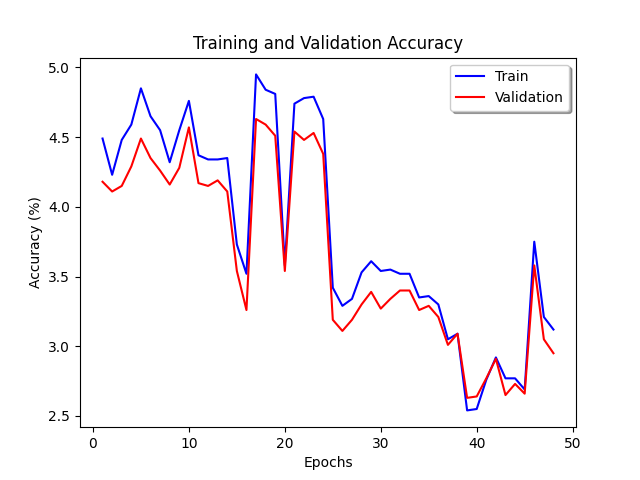 Training and Validation Accuracy
Train
Validation
Accuracy (%)
5.0
4.5
4.0
3.5
3.0
2.5
0 10 20 30 40 50
Epochs